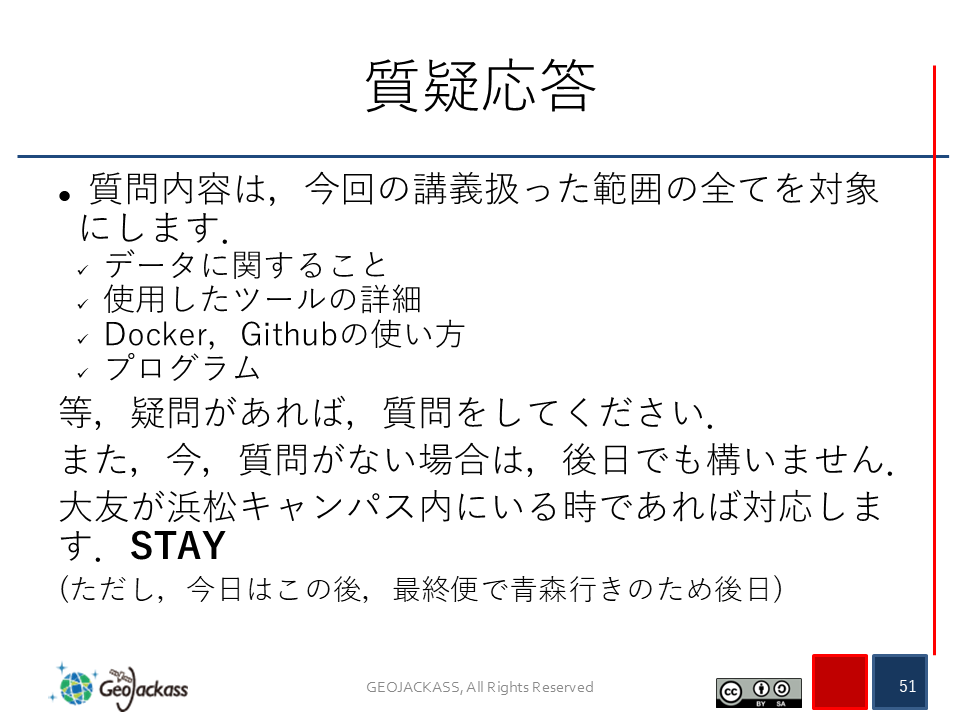 質疑応答
● 質問内容は，今回の講義扱った範囲の全てを対象
にします．
✓ データに関すること
✓ 使用したツールの詳細
✓ Docker，Githubの使い方
✓ プログラム
等，疑問があれば，質問をしてください．
また，今，質問がない場合は，後日でも構いません．
大友が浜松キャンパス内にいる時であれば対応しま
す．STAY
(ただし，今日はこの後，最終便で青森行きのため後日)
GeoJackass
GEOJACKASS, All Rights Reserved
cc BY SA
51